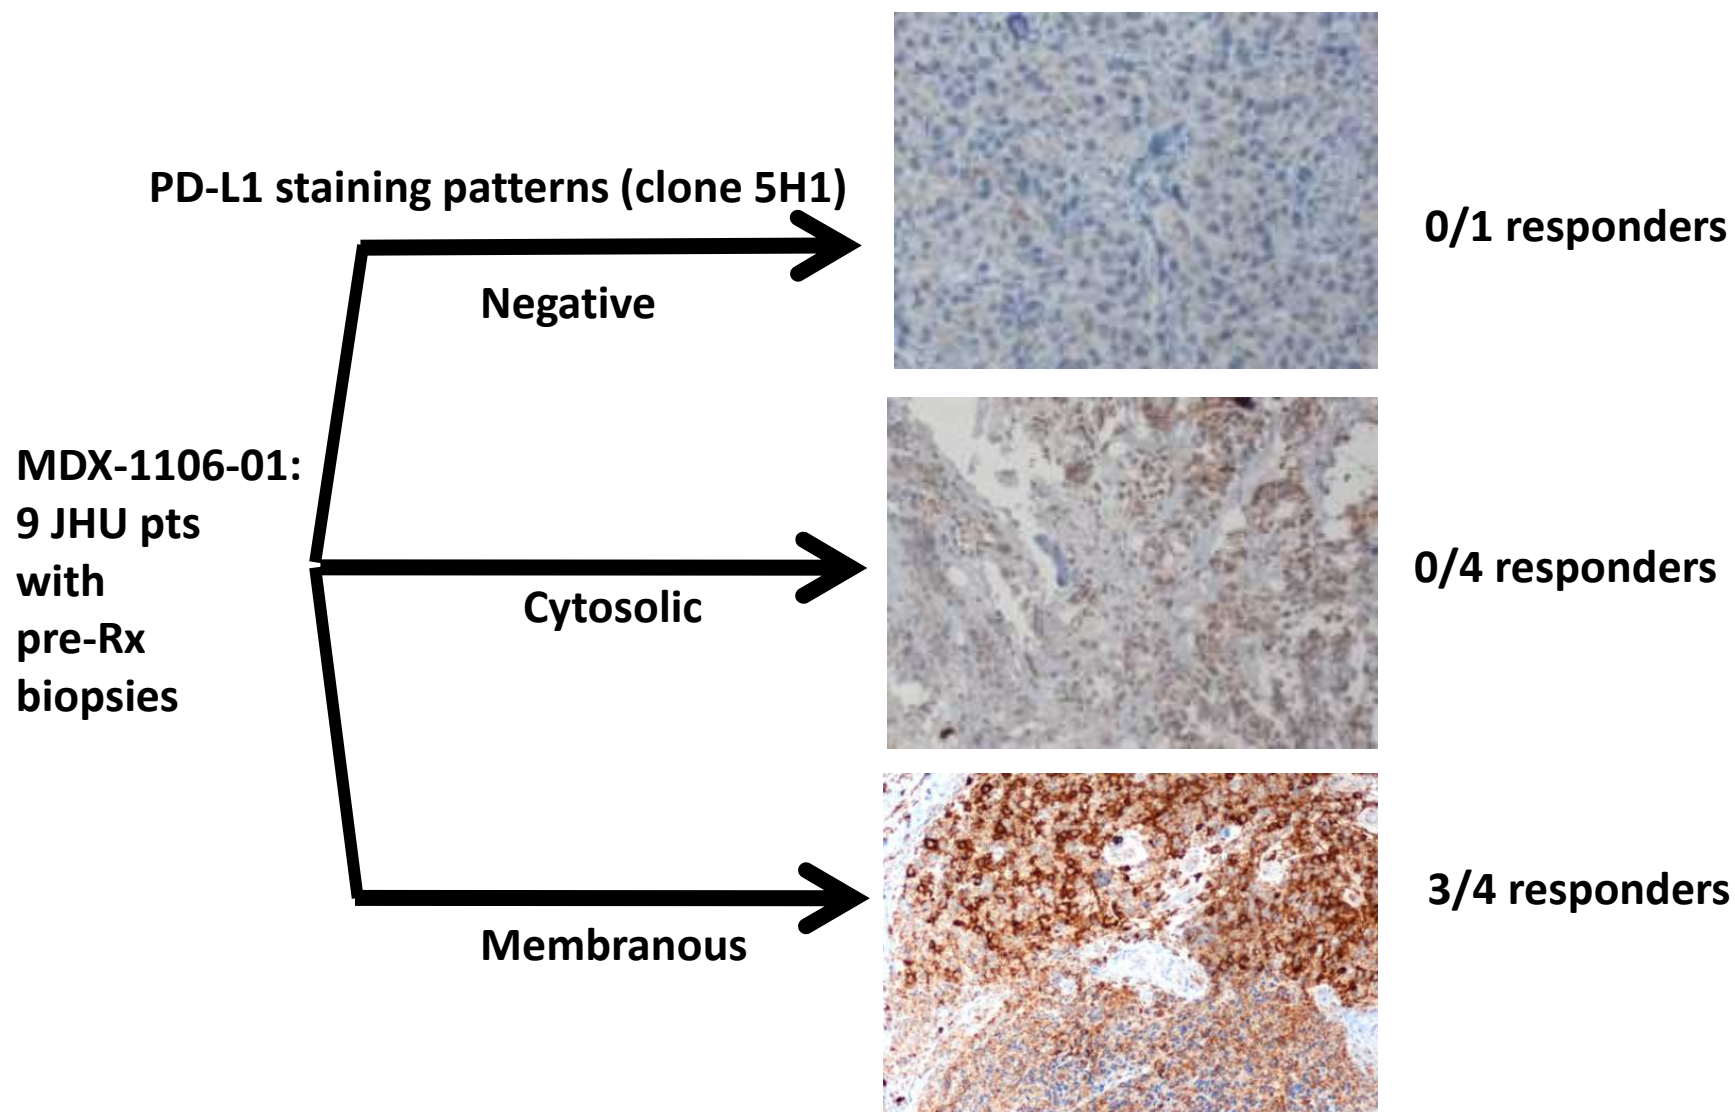 PD-L1 staining patterns (clone 5H1)
Negative
0/1 responders
MDX-1106-01:
9 JHU pts
with
pre-Rx
biopsies
Cytosolic
0/4 responders
Membranous
3/4 responders